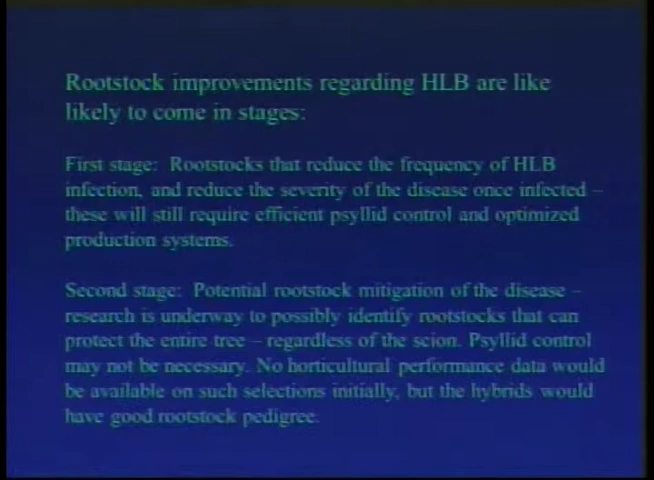 Rootstock improvements regarding HLB are like
likely to come in stages:
First stage: Rootstocks that reduce the frequency of HLB
infection, and reduce the severity of the disease once infected –
these will still require efficient psyllid control and optimized
production systems.
Second stage: Potential rootstock mitigation of the disease –
research is underway to possibly identify rootstocks that can
protect the entire tree – regardless of the scion. Psyllid control
may not be necessary. No horticultural performance data would
be available on such selections initially, but the hybrids would
have good rootstock pedigree.